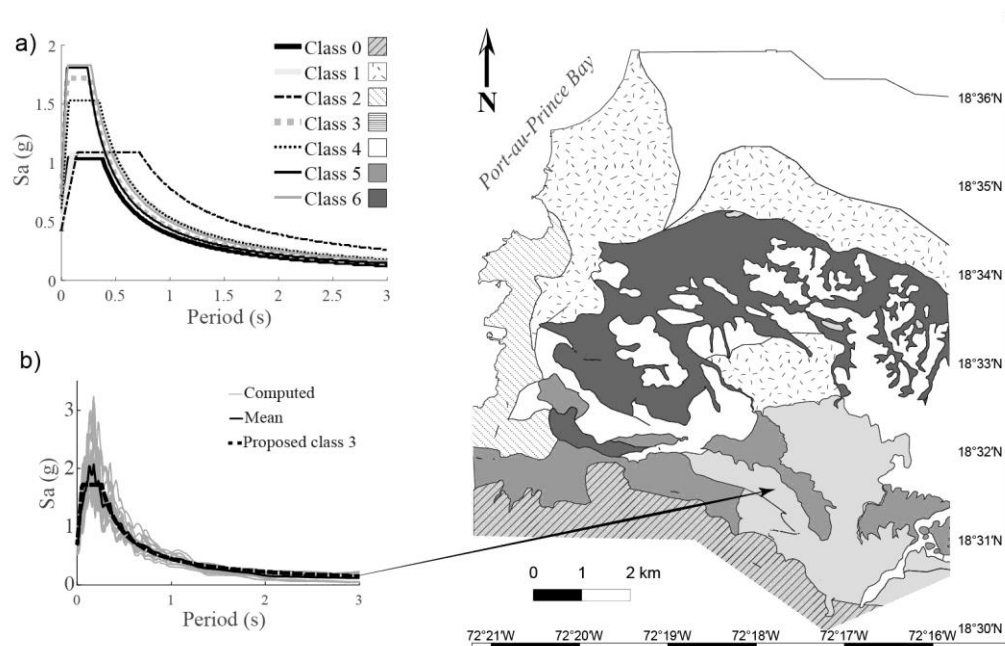 a)
2
1.5
1
0.5
0
Sa (g)
0 0.5 1 1.5 2 2.5 3
Period (s)
Class 0
Class 1
Class 2
Class 3
Class 4
Class 5
Class 6
b)
3
2
1
0
Sa (g)
0 1 2 3
Period (s)
Computed
Mean
Proposed class 3
N
Port-au-Prince Bay
18°36'N
18°35'N
18°34'N
18°33'N
18°32'N
18°31'N
18°30'N
0 1 2 km
72°21'W 72°20'W 72°19'W 72°18'W 72°17'W 72°16'W